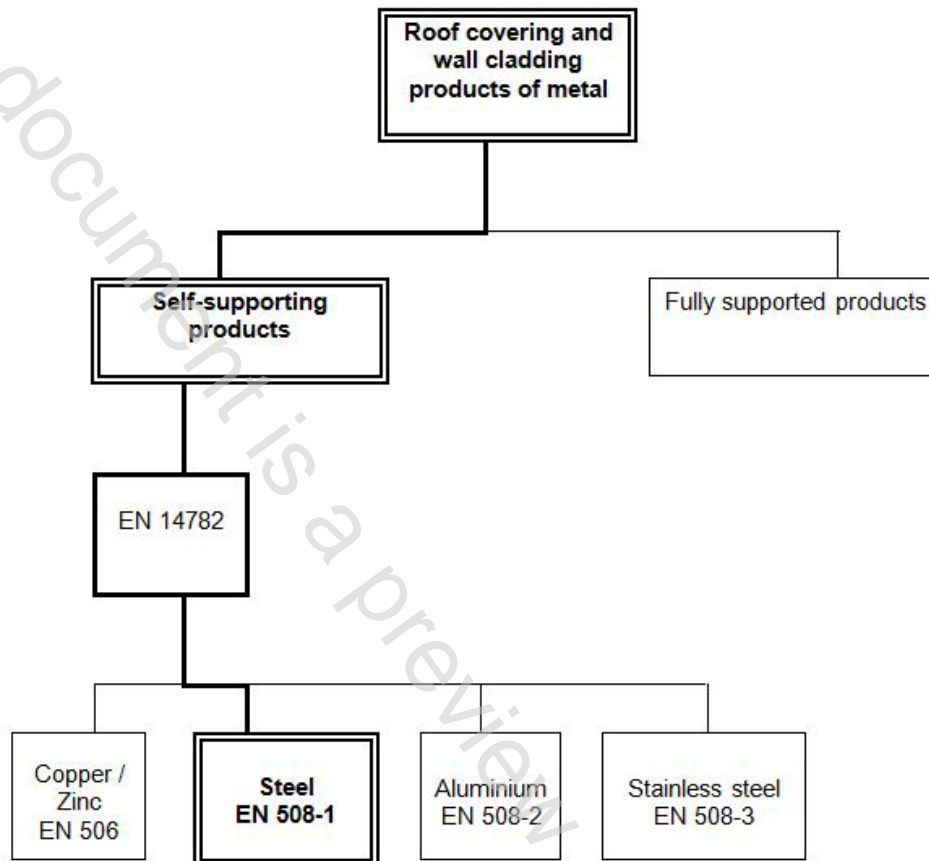 Roof covering and
wall cladding
products of metal
Self-supporting
products
Fully supported products
EN 14782
Copper /
Zinc
EN 506
Steel
EN 508-1
Aluminium
EN 508-2
Stainless steel
EN 508-3
document is a preview